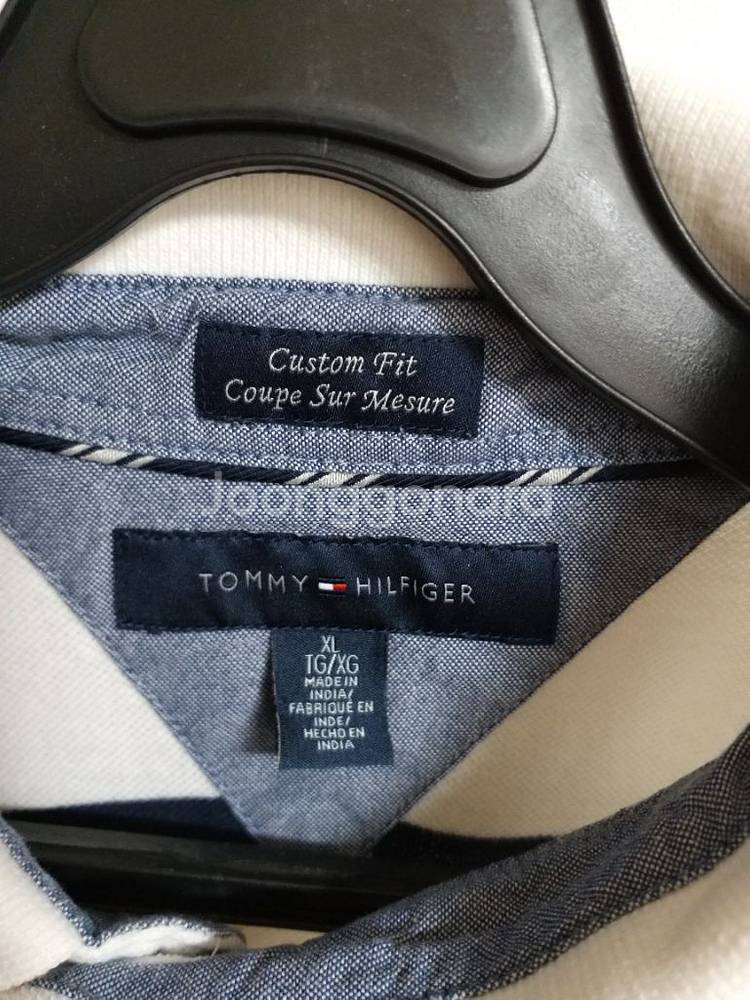 Custom Fit
Coupe Sur Mesure
Joonggonara
TOMMY HILFIGER
XL
TG/XG
MADE IN
INDIA/
FABRIQUÉ EN
INDE/
HECHO EN
INDIA